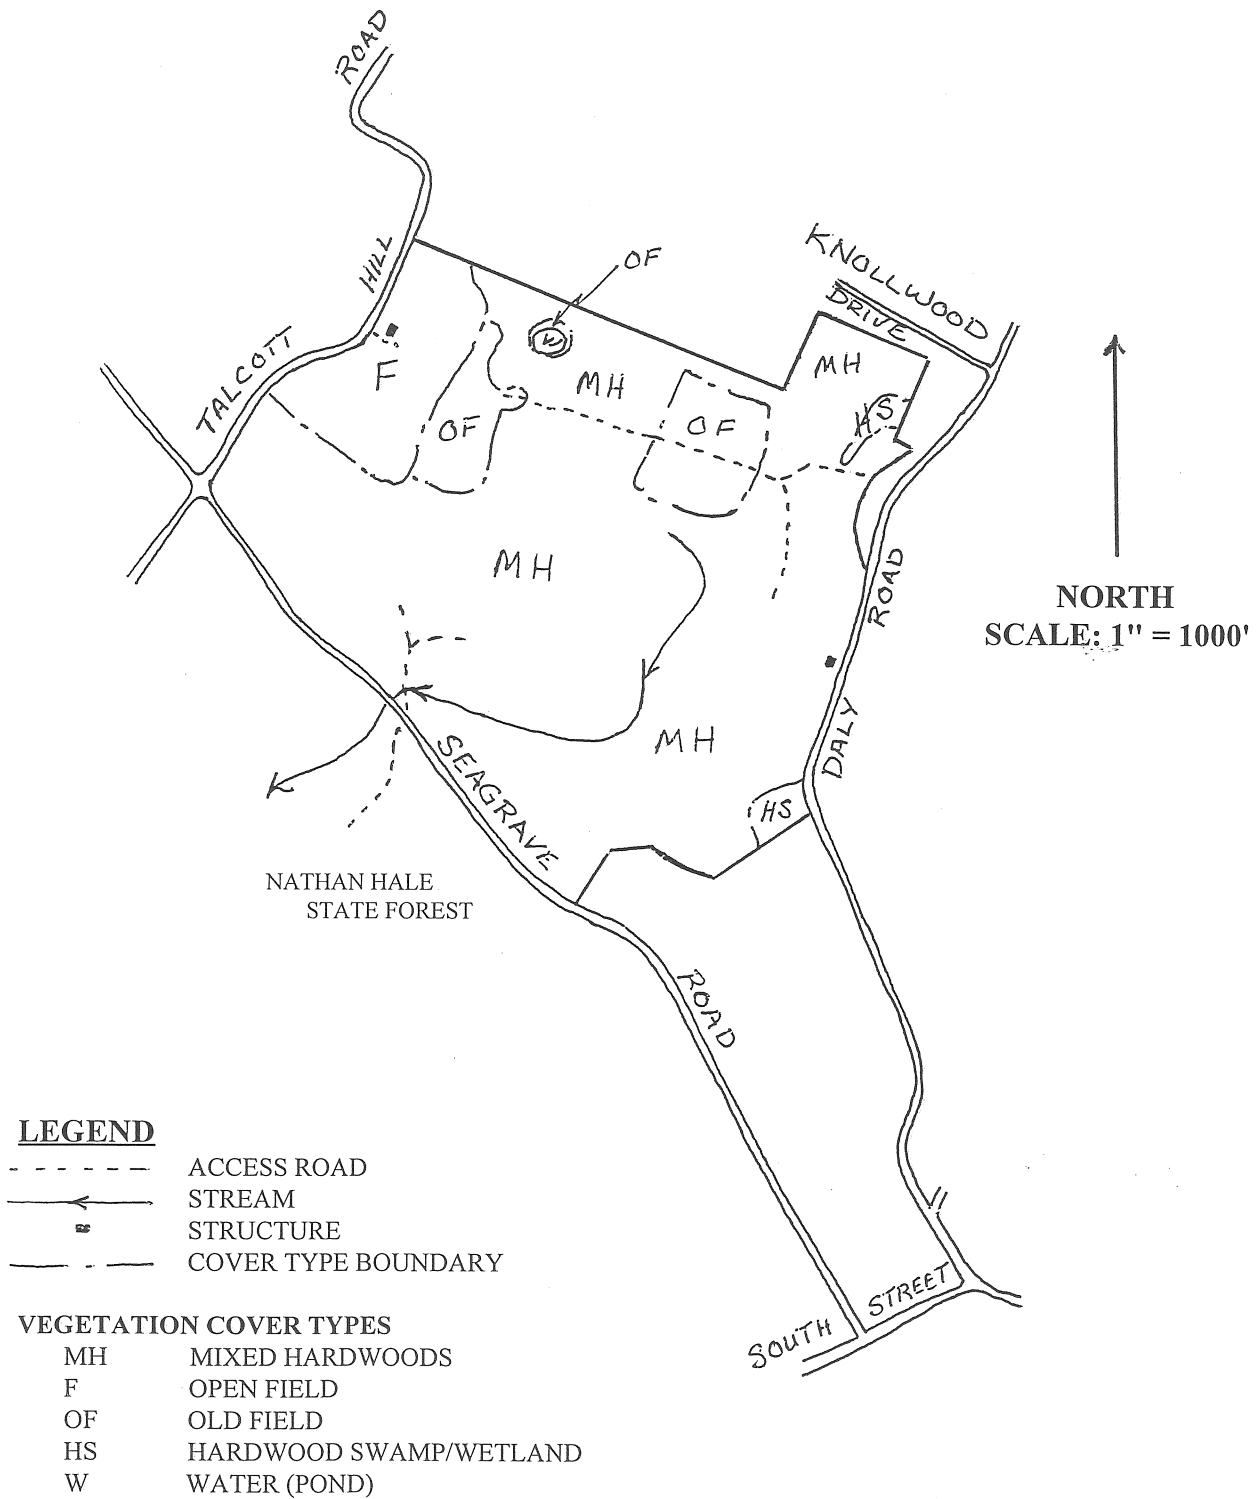 ROAD
HILL
TALCOTT
OF
KNOLLWOOD
DRIVE
W
F
MH
MH
HS
OF
OF
MH
ROAD
NORTH
SCALE: 1" = 1000'
MH
DALY
HS
SEAGRAVE
NATHAN HALE
STATE FOREST
ROAD
STREET
SOUTH
LEGEND
ACCESS ROAD
STREAM
STRUCTURE
COVER TYPE BOUNDARY
VEGETATION COVER TYPES
MH MIXED HARDWOODS
F OPEN FIELD
OF OLD FIELD
HS HARDWOOD SWAMP/WETLAND
W WATER (POND)